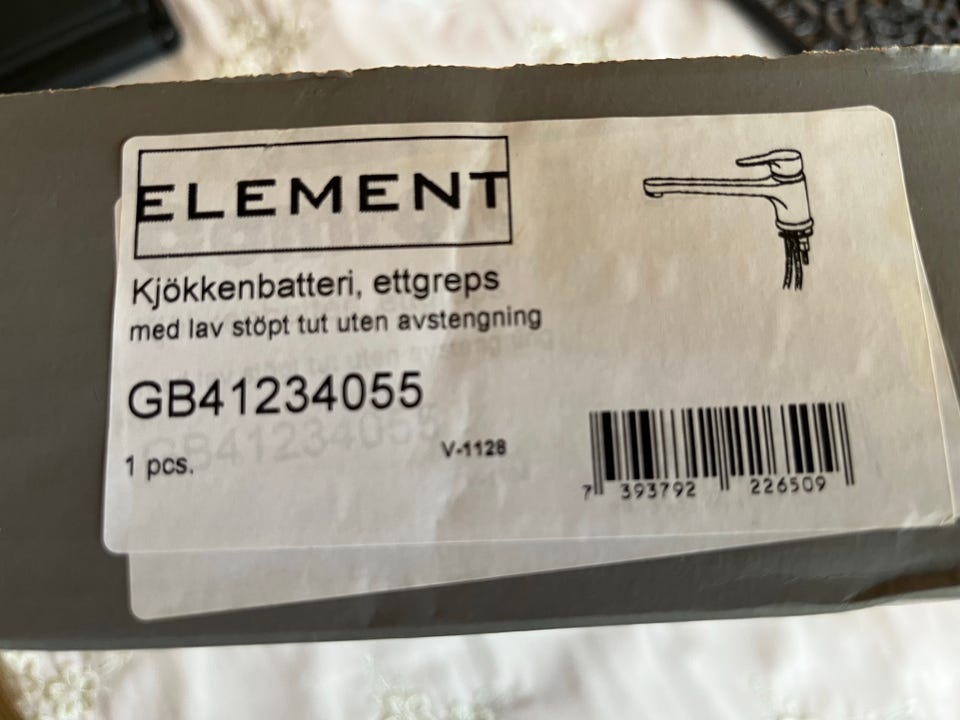 ELEMENT
Kjökkenbatteri, ettgreps
med lav stöpt tut uten avstengning
GB41234055
1 pcs.
V-1128
7 393792 226509